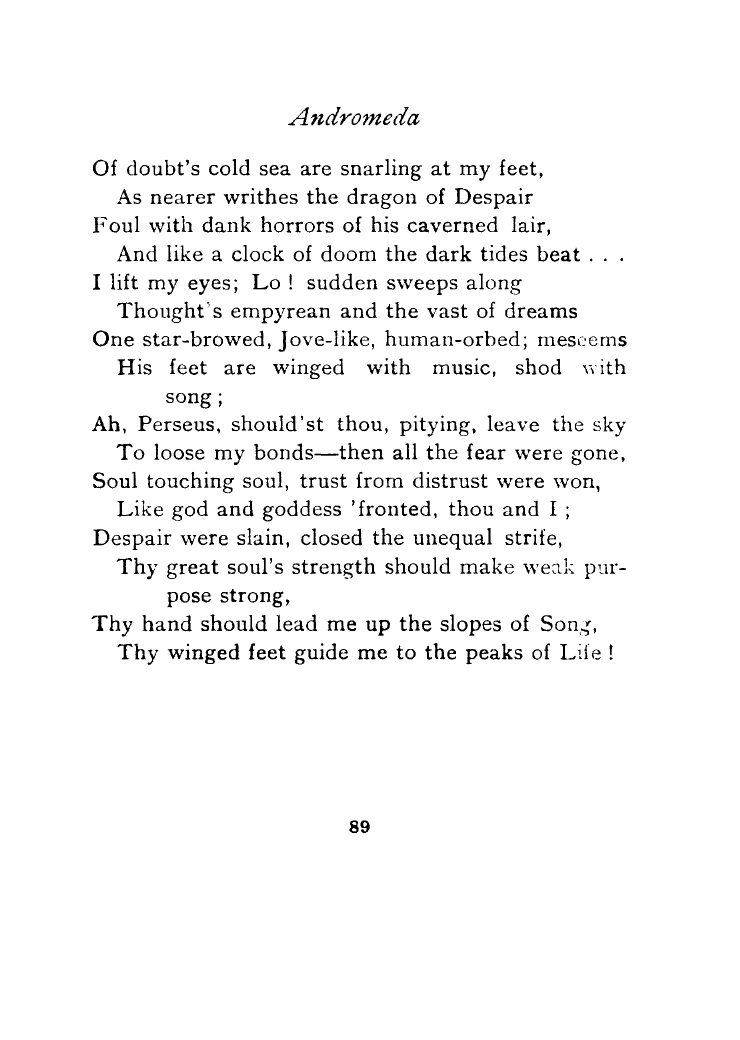 Andromeda
Of doubt's cold sea are snarling at my feet,
As nearer writhes the dragon of Despair
Foul with dank horrors of his caverned lair,
And like a clock of doom the dark tides beat . . .
I lift my eyes; Lo ! sudden sweeps along
Thought's empyrean and the vast of dreams
One star-browed, Jove-like, human-orbed; meseems
His feet are winged with music, shod with
song ;
Ah, Perseus, should'st thou, pitying, leave the sky
To loose my bonds—then all the fear were gone,
Soul touching soul, trust from distrust were won,
Like god and goddess 'fronted, thou and I ;
Despair were slain, closed the unequal strife,
Thy great soul's strength should make weak pur-
pose strong,
Thy hand should lead me up the slopes of Song,
Thy winged feet guide me to the peaks of Life !
89